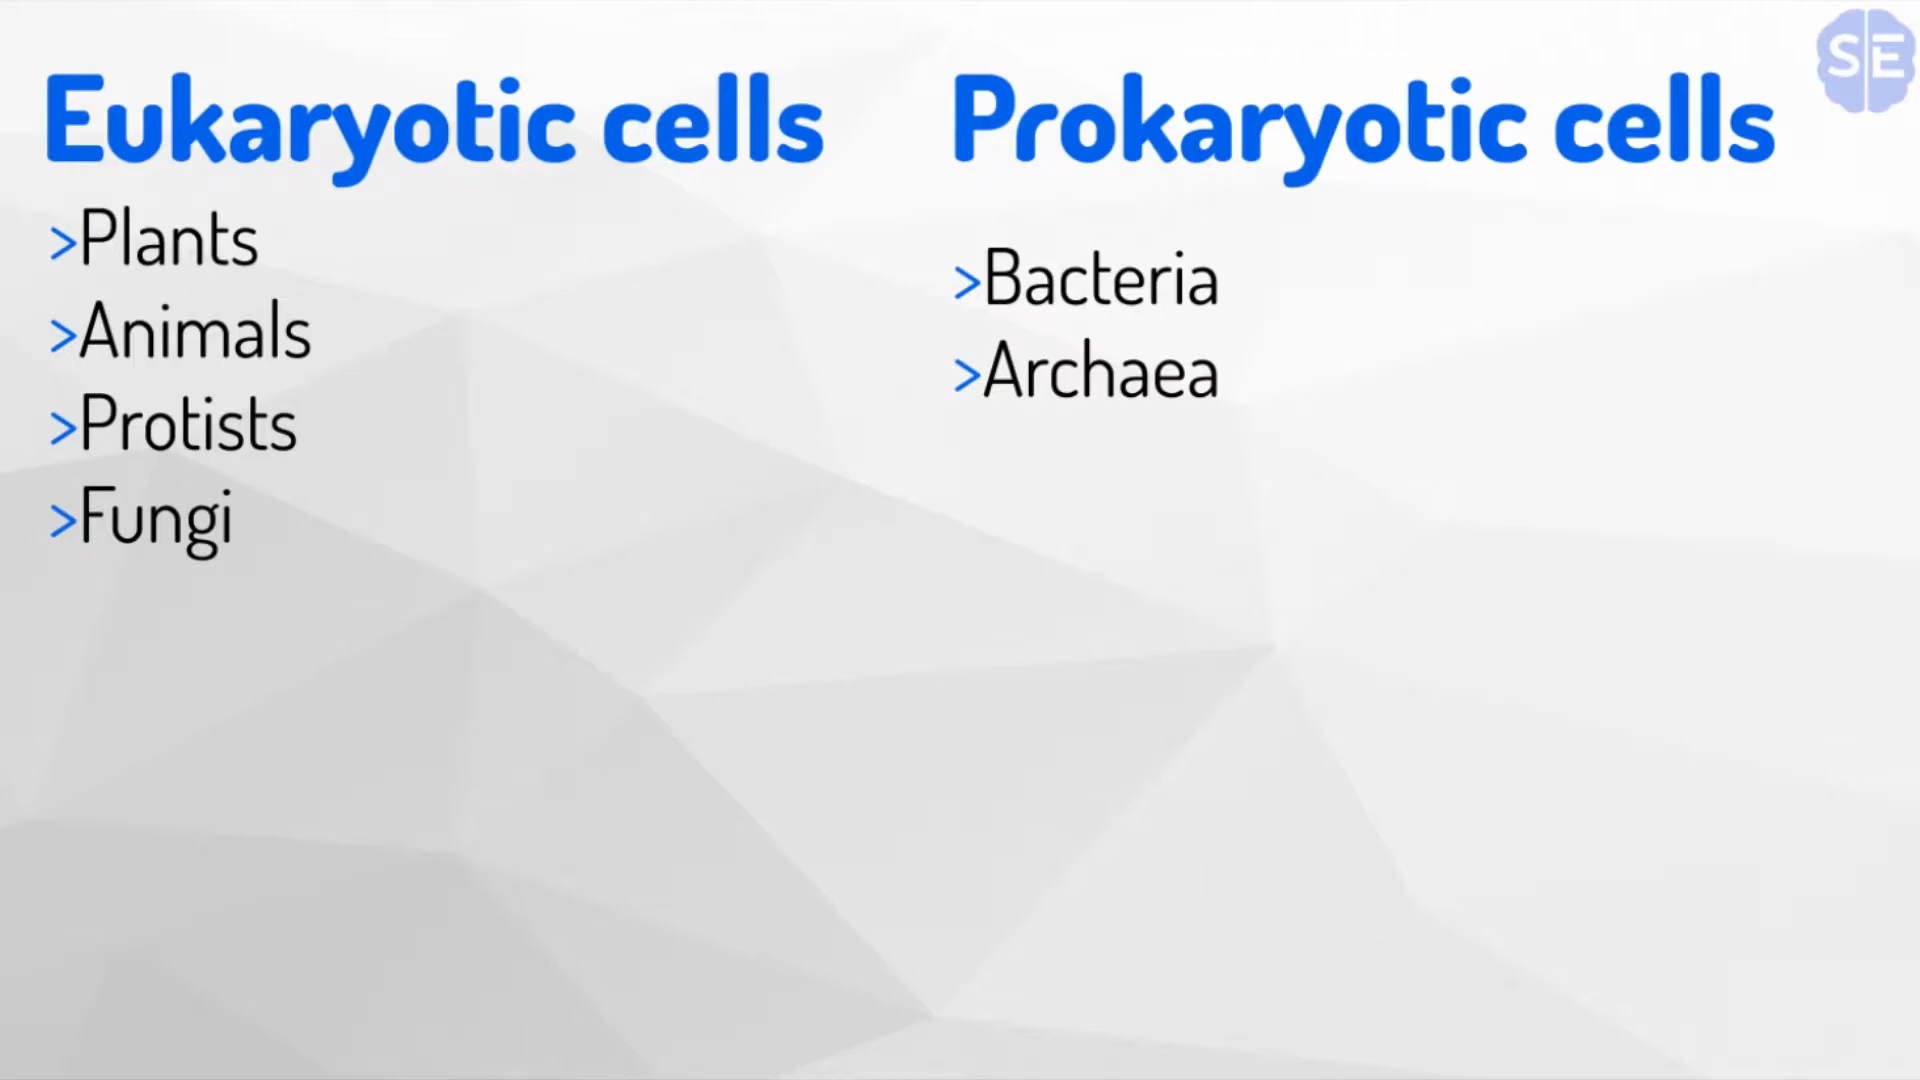 Eukaryotic cells
>Plants
>Animals
>Protists
>Fungi
Prokaryotic cells
>Bacteria
>Archaea
SE